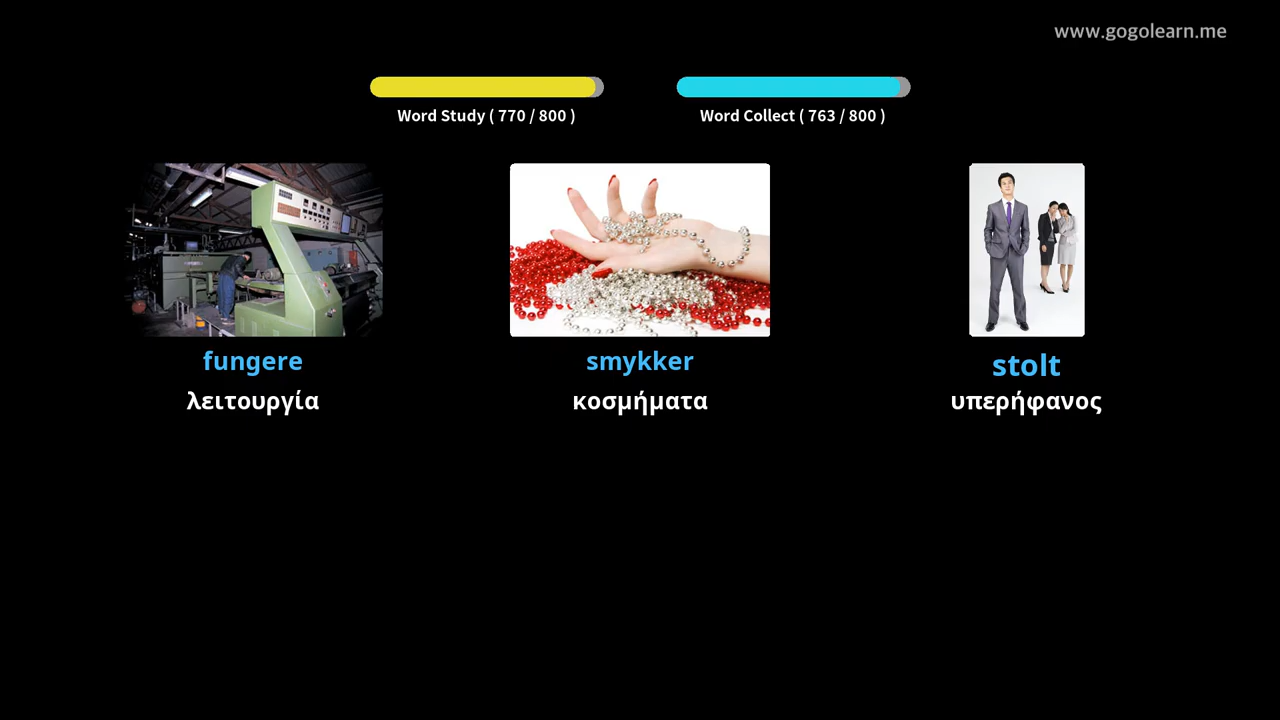 www.gogolearn.me
Word Study ( 770 / 800 )
Word Collect ( 763 / 800 )
fungere
smykker
stolt
λειτουργία
κοσμήματα
υπερήφανος